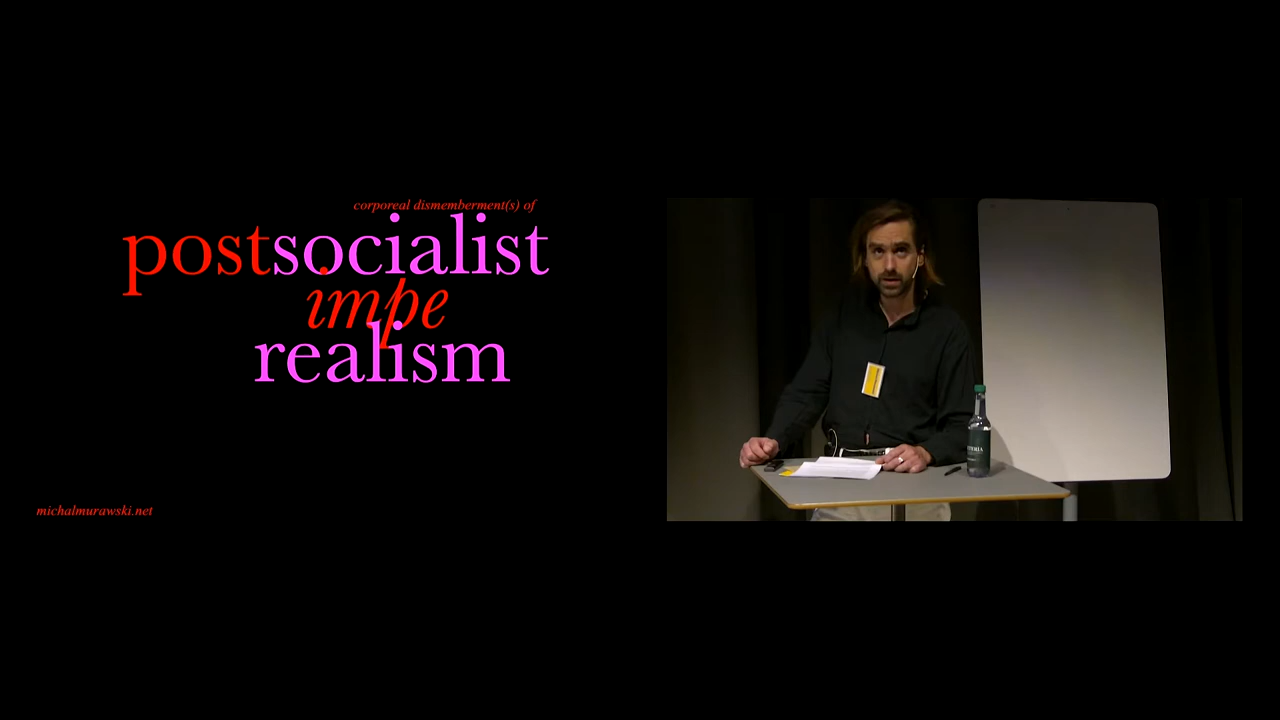 corporeal dismemberment(s) of
postsocialist
impe
realism
michalmurawski.net